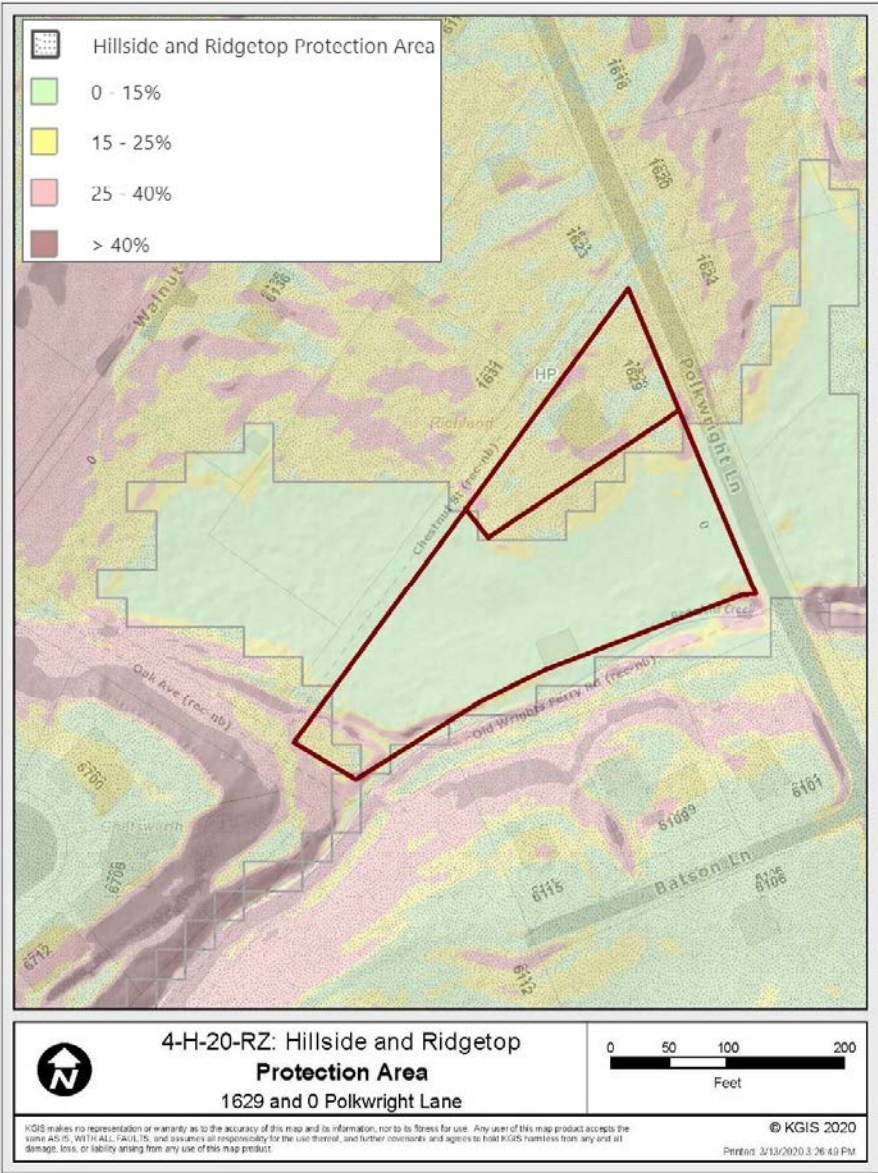 Hillside and Ridgetop Protection Area
0 - 15%
15 - 25%
25 - 40%
> 40%
1616
1620
1623
1624
Walnut
6136
1631
HP
1629
Richland
Polkwright Ln
0
Chestnut St (rec-nb)
0
Creek
Oak Ave (rec-nb)
Old Wrights Ferry Rd (rec-nb)
6700
6101
6109
Chatsworth
6708
Batson Ln
6106
6115
6712
6112
4-H-20-RZ: Hillside and Ridgetop
Protection Area
1629 and 0 Polkwright Lane
N
0 50 100 200
Feet
KGIS makes no representation or warranty as to the accuracy of this map and its information, nor to its fitness for use. Any user of this map product accepts the
same AS IS, WITH ALL FAULTS, and assumes all responsibility for the use thereof, and further covenants and agrees to hold KGIS harmless from any and all
damage, loss, or liability arising from any use of this map product.
© KGIS 2020
Printed: 3/13/2020 3:26:49 PM